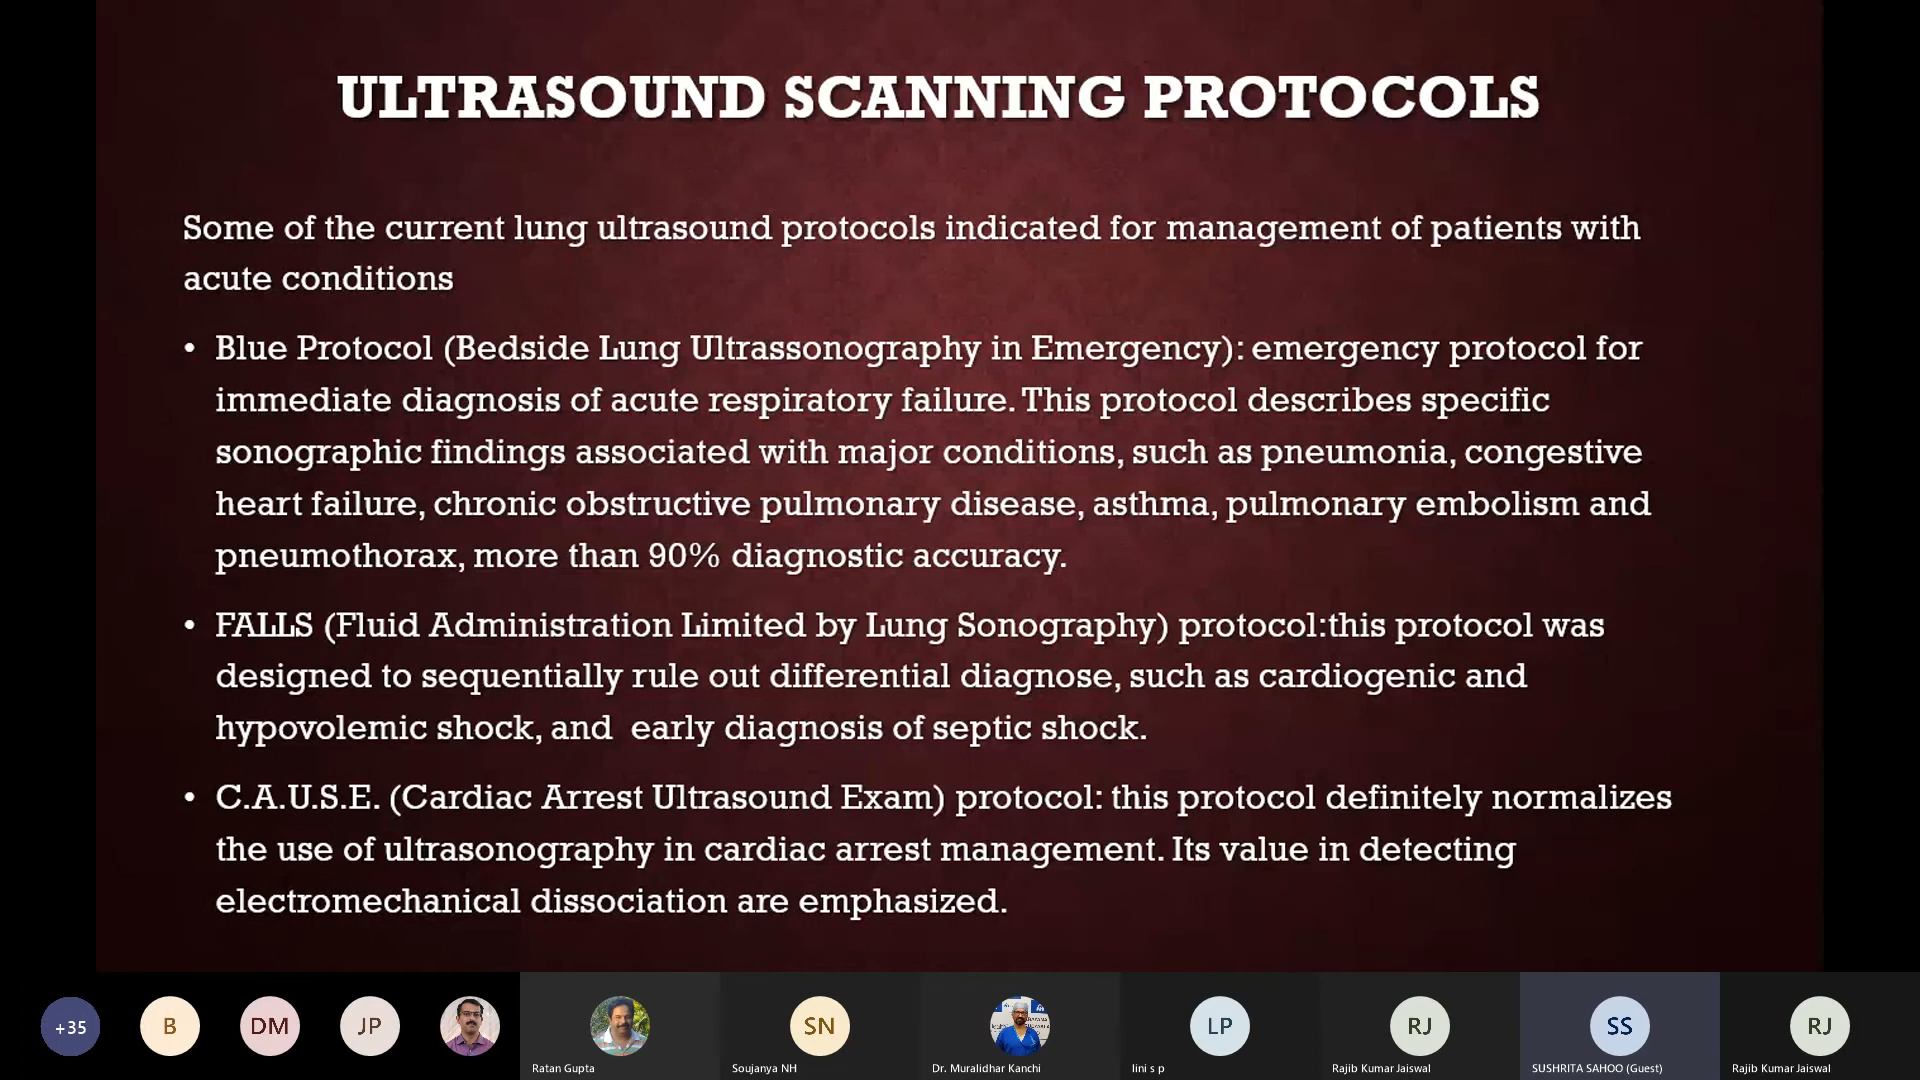 ULTRASOUND SCANNING PROTOCOLS
Some of the current lung ultrasound protocols indicated for management of patients with
acute conditions
• Blue Protocol (Bedside Lung Ultrassonography in Emergency): emergency protocol for
immediate diagnosis of acute respiratory failure. This protocol describes specific
sonographic findings associated with major conditions, such as pneumonia, congestive
heart failure, chronic obstructive pulmonary disease, asthma, pulmonary embolism and
pneumothorax, more than 90% diagnostic accuracy.
• FALLS (Fluid Administration Limited by Lung Sonography) protocol:this protocol was
designed to sequentially rule out differential diagnose, such as cardiogenic and
hypovolemic shock, and  early diagnosis of septic shock.
• C.A.U.S.E. (Cardiac Arrest Ultrasound Exam) protocol: this protocol definitely normalizes
the use of ultrasonography in cardiac arrest management. Its value in detecting
electromechanical dissociation are emphasized.
+35 B DM JP SN LP RJ SS RJ
Ratan Gupta Soujanya NH Dr. Muralidhar Kanchi lini s p Rajib Kumar Jaiswal SUSHRITA SAHOO (Guest) Rajib Kumar Jaiswal